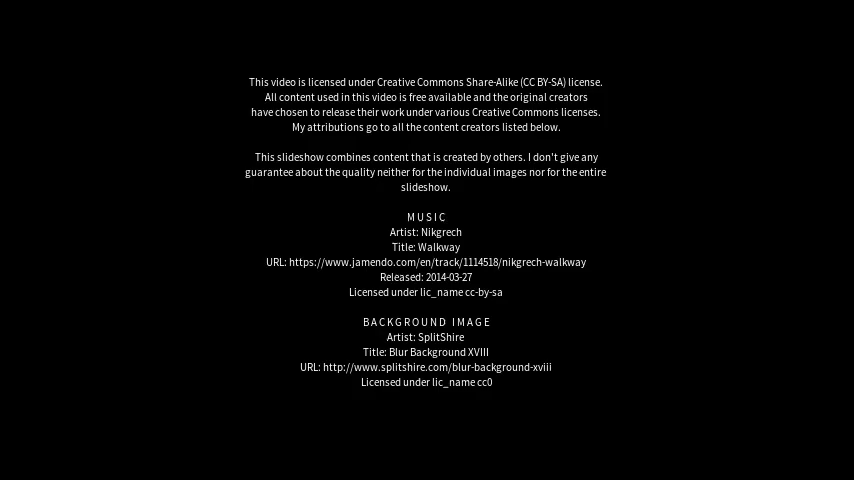 This video is licensed under Creative Commons Share-Alike (CC BY-SA) license.
All content used in this video is free available and the original creators
have chosen to release their work under various Creative Commons licenses.
My attributions go to all the content creators listed below.
This slideshow combines content that is created by others. I don't give any
guarantee about the quality neither for the individual images nor for the entire
slideshow.
MUSIC
Artist: Nikgrech
Title: Walkway
URL: https://www.jamendo.com/en/track/1114518/nikgrech-walkway
Released: 2014-03-27
Licensed under lic_name cc-by-sa
BACKGROUND IMAGE
Artist: SplitShire
Title: Blur Background XVIII
URL: http://www.splitshire.com/blur-background-xviii
Licensed under lic_name cc0